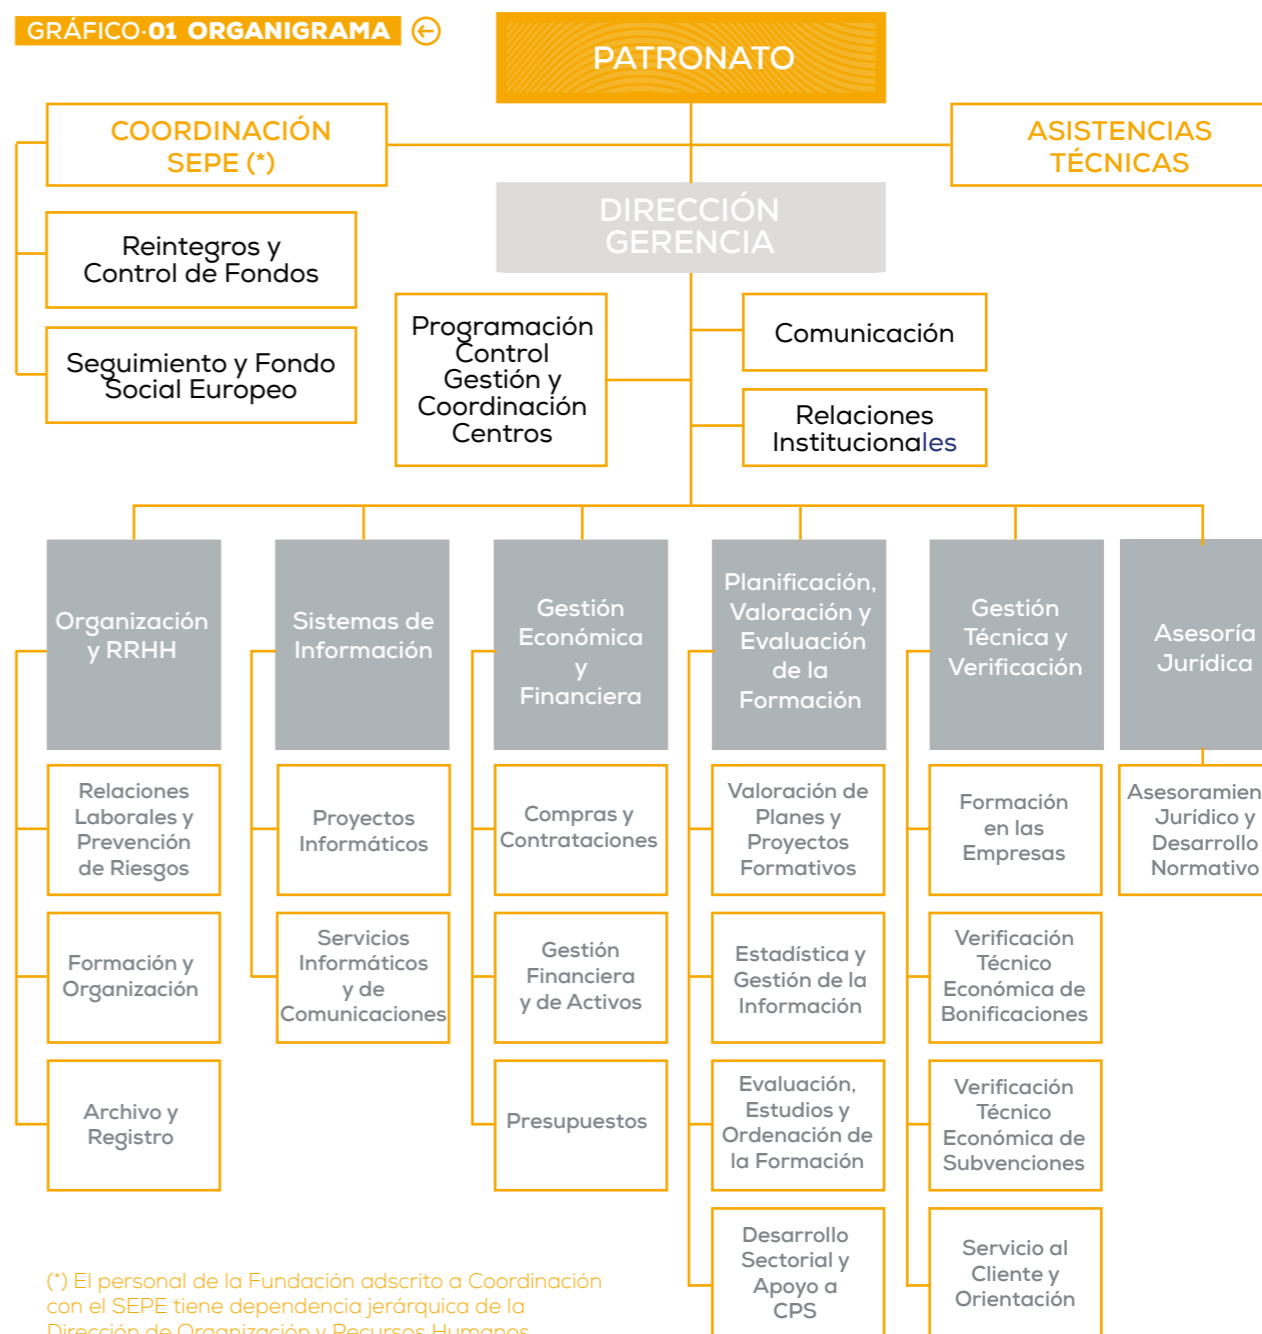 GRÁFICO·01 ORGANIGRAMA
PATRONATO
COORDINACIÓN
SEPE (*)
ASISTENCIAS
TÉCNICAS
DIRECCIÓN
GERENCIA
Reintegros y
Control de Fondos
Seguimiento y Fondo
Social Europeo
Programación
Control
Gestión y
Coordinación
Centros
Comunicación
Relaciones
Institucionales
Organización
y RRHH
Sistemas de
Información
Gestión
Económica
y
Financiera
Planificación,
Valoración y
Evaluación
de la
Formación
Gestión
Técnica y
Verificación
Asesoría
Jurídica
Relaciones
Laborales y
Prevención
de Riesgos
Formación y
Organización
Archivo y
Registro
Proyectos
Informáticos
Servicios
Informáticos
y de
Comunicaciones
Compras y
Contrataciones
Gestión
Financiera
y de Activos
Presupuestos
Valoración de
Planes y
Proyectos
Formativos
Estadística y
Gestión de la
Información
Evaluación,
Estudios y
Ordenación de
la Formación
Desarrollo
Sectorial y
Apoyo a
CPS
Formación
en las
Empresas
Verificación
Técnico
Económica de
Bonificaciones
Verificación
Técnico
Económica de
Subvenciones
Servicio al
Cliente y
Orientación
Asesoramien
Jurídico y
Desarrollo
Normativo
(*) El personal de la Fundación adscrito a Coordinación
con el SEPE tiene dependencia jerárquica de la
Dirección de Organización y Recursos Humanos